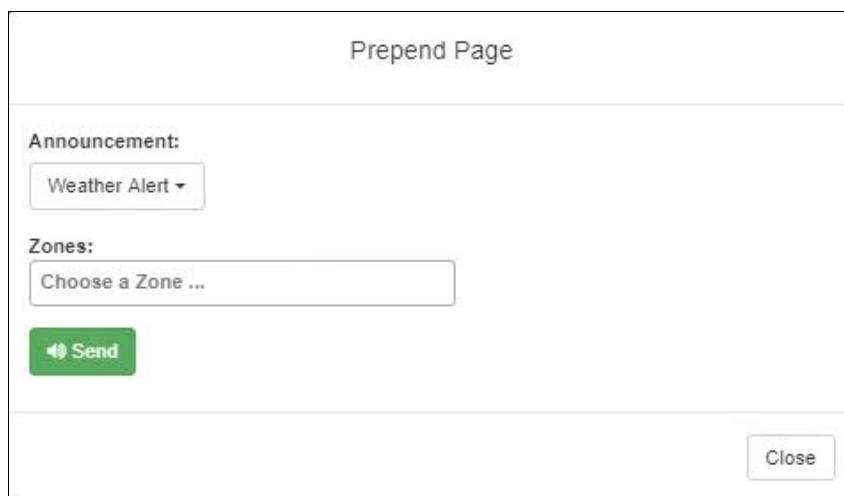 Prepend Page
Announcement:
Weather Alert
Zones:
Choose a Zone ...
Send
Close